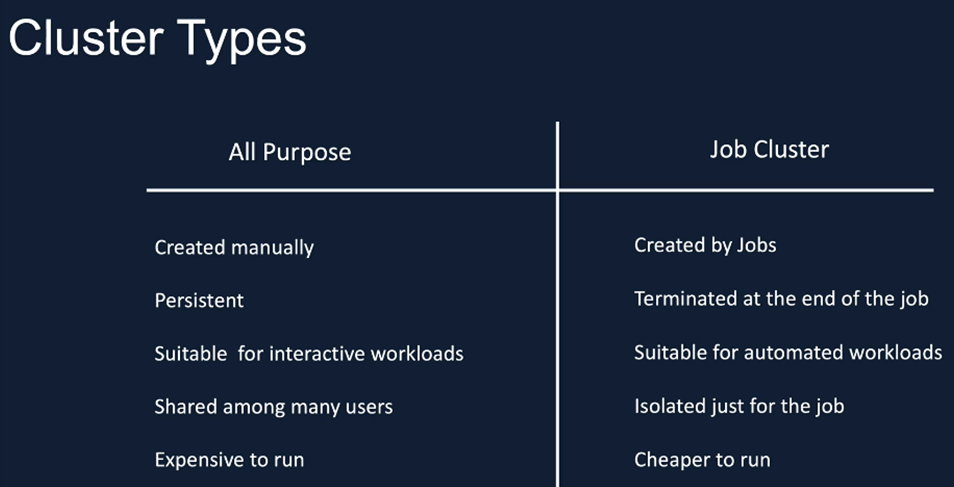 Cluster Types
All Purpose
Job Cluster
Created manually
Created by Jobs
Persistent
Terminated at the end of the job
Suitable for interactive workloads
Suitable for automated workloads
Shared among many users
Isolated just for the job
Expensive to run
Cheaper to run